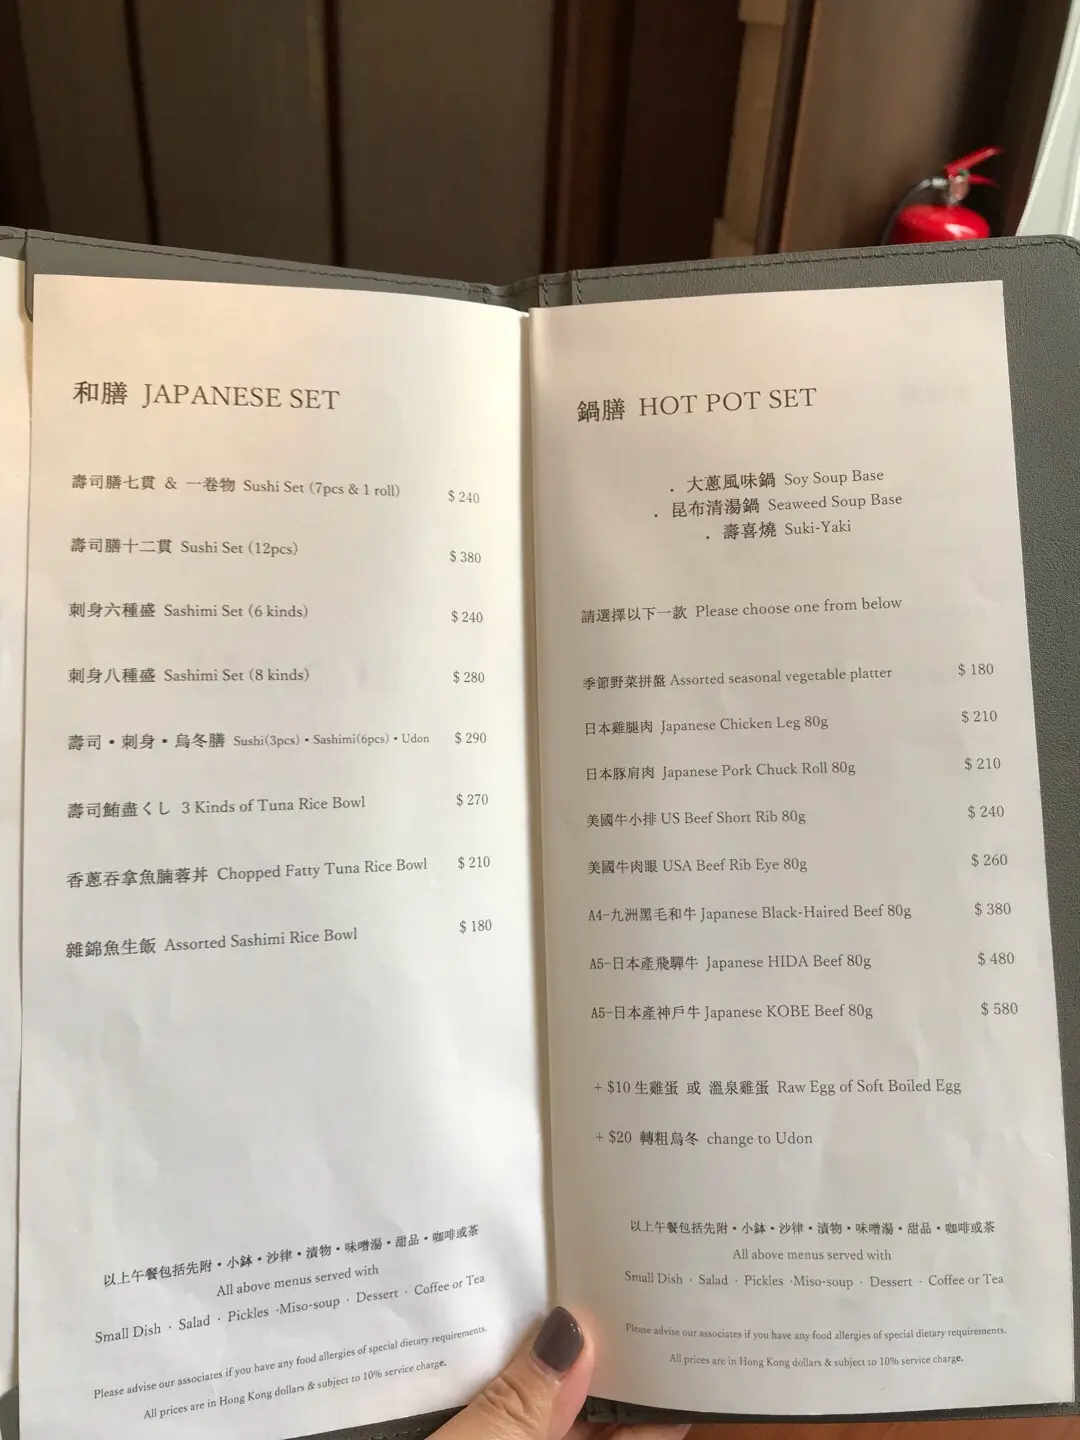 和膳 JAPANESE SET
壽司膳七貫 & 一卷物 Sushi Set (7pcs & 1 roll) $ 240
壽司膳十二貫 Sushi Set (12pcs) $ 380
刺身六種盛 Sashimi Set (6 kinds) $ 240
刺身八種盛 Sashimi Set (8 kinds) $ 280
壽司・刺身・烏冬膳 Sushi(3pcs)・Sashimi(6pcs)・Udon $ 290
壽司鮪盡くし 3 Kinds of Tuna Rice Bowl $ 270
香蔥吞拿魚腩蓉丼 Chopped Fatty Tuna Rice Bowl $ 210
雜錦魚生飯 Assorted Sashimi Rice Bowl $ 180
以上午餐包括先附・小鉢・沙律・漬物・味噌湯・甜品・咖啡或茶
All above menus served with
Small Dish · Salad · Pickles ·Miso-soup · Dessert · Coffee or Tea
Please advise our associates if you have any food allergies of special dietary requirements.
All prices are in Hong Kong dollars & subject to 10% service charge.
鍋膳 HOT POT SET
. 大蔥風味鍋 Soy Soup Base
. 昆布清湯鍋 Seaweed Soup Base
. 壽喜燒 Suki-Yaki
請選擇以下一款 Please choose one from below
季節野菜拼盤 Assorted seasonal vegetable platter $ 180
日本雞腿肉 Japanese Chicken Leg 80g $ 210
日本豚肩肉 Japanese Pork Chuck Roll 80g $ 210
美國牛小排 US Beef Short Rib 80g $ 240
美國牛肉眼 USA Beef Rib Eye 80g $ 260
A4-九洲黑毛和牛 Japanese Black-Haired Beef 80g $ 380
A5-日本產飛驒牛 Japanese HIDA Beef 80g $ 480
A5-日本產神戶牛 Japanese KOBE Beef 80g $ 580
+ $10 生雞蛋 或 溫泉雞蛋 Raw Egg of Soft Boiled Egg
+ $20 轉粗烏冬 change to Udon
以上午餐包括先附・小鉢・沙律・漬物・味噌湯・甜品・咖啡或茶
All above menus served with
Small Dish · Salad · Pickles ·Miso-soup · Dessert · Coffee or Tea
Please advise our associates if you have any food allergies of special dietary requirements.
All prices are in Hong Kong dollars & subject to 10% service charge.